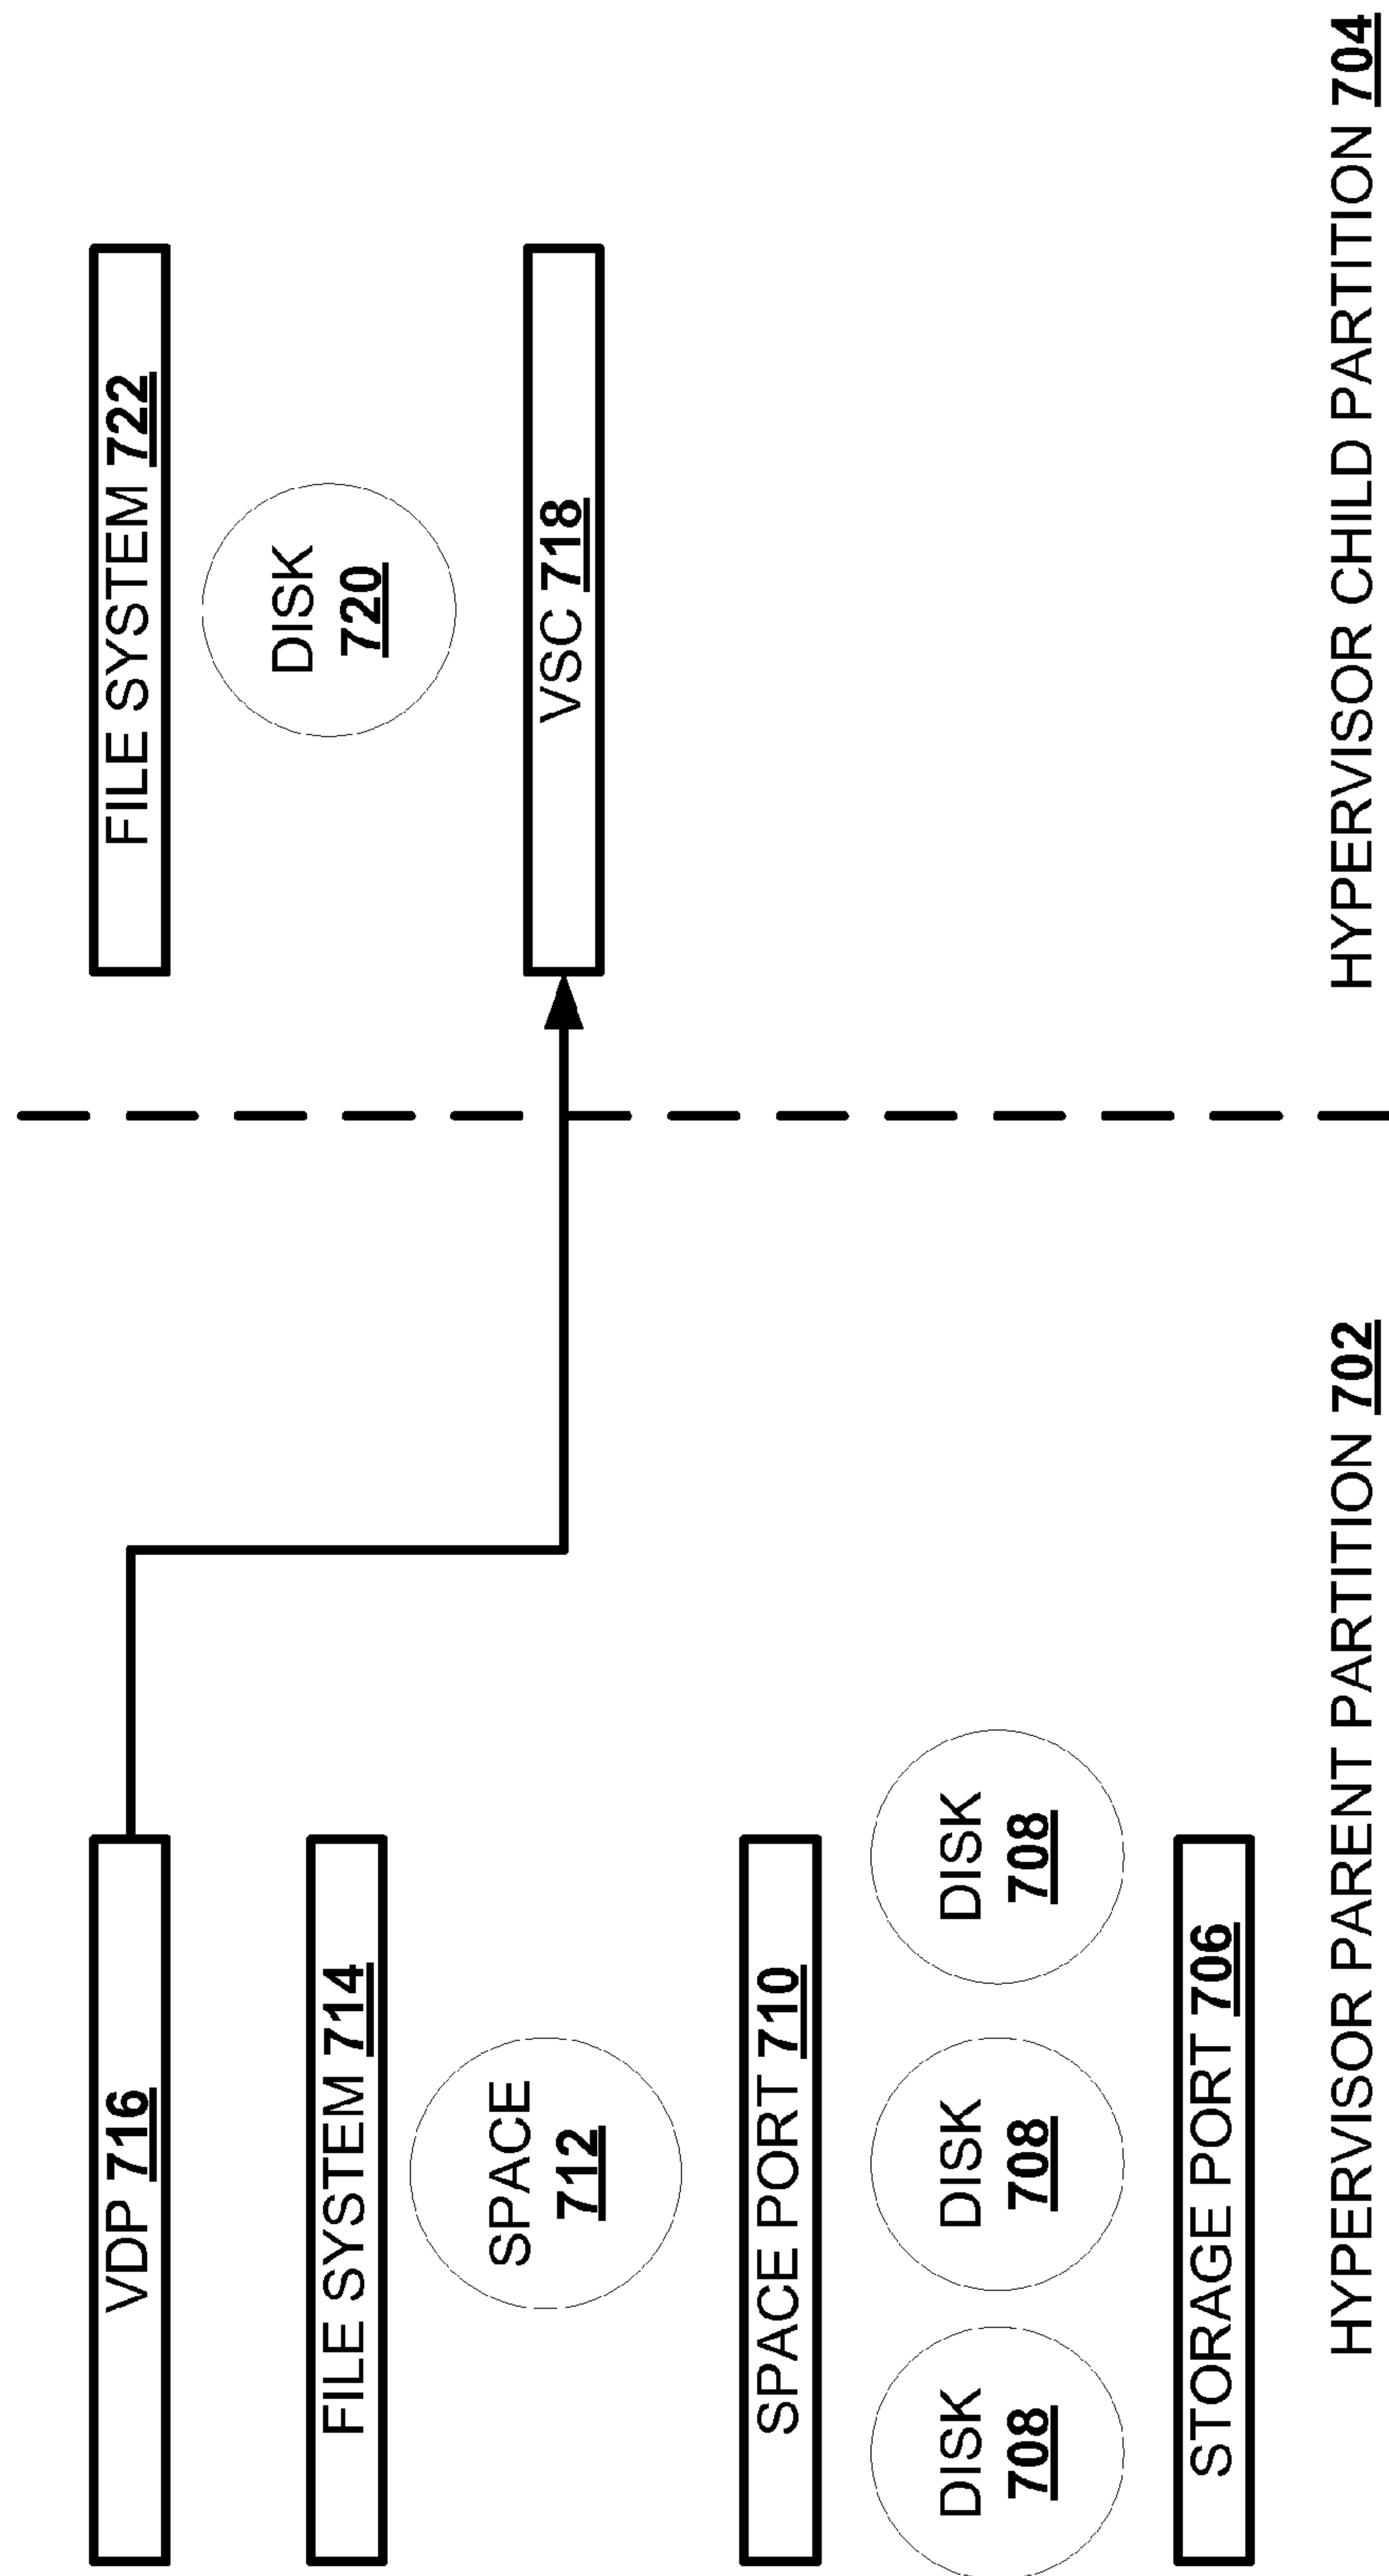 VDP 716
FILE SYSTEM 714
SPACE
712
SPACE PORT 710
DISK
708
DISK
708
DISK
708
STORAGE PORT 706
HYPERVISOR PARENT PARTITION 702
FILE SYSTEM 722
DISK
720
VSC 718
HYPERVISOR CHILD PARTITION 704